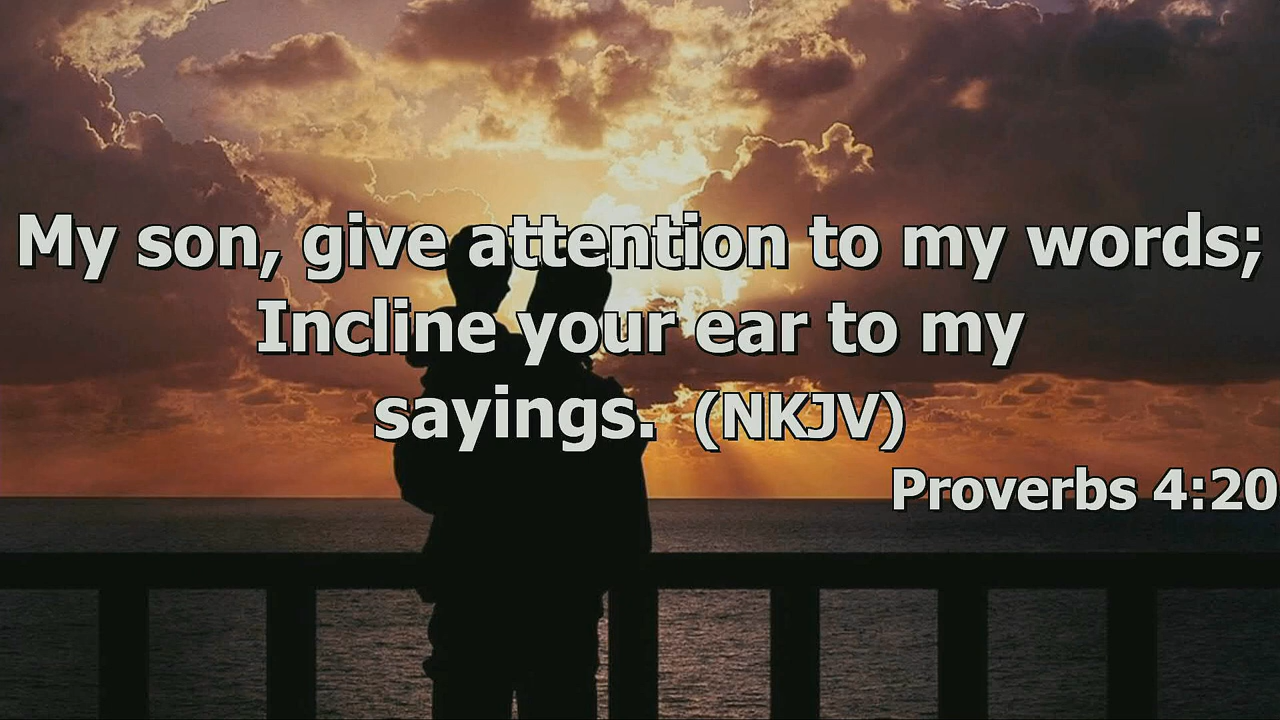 My son, give attention to my words;
Incline your ear to my
sayings. (NKJV)
Proverbs 4:20